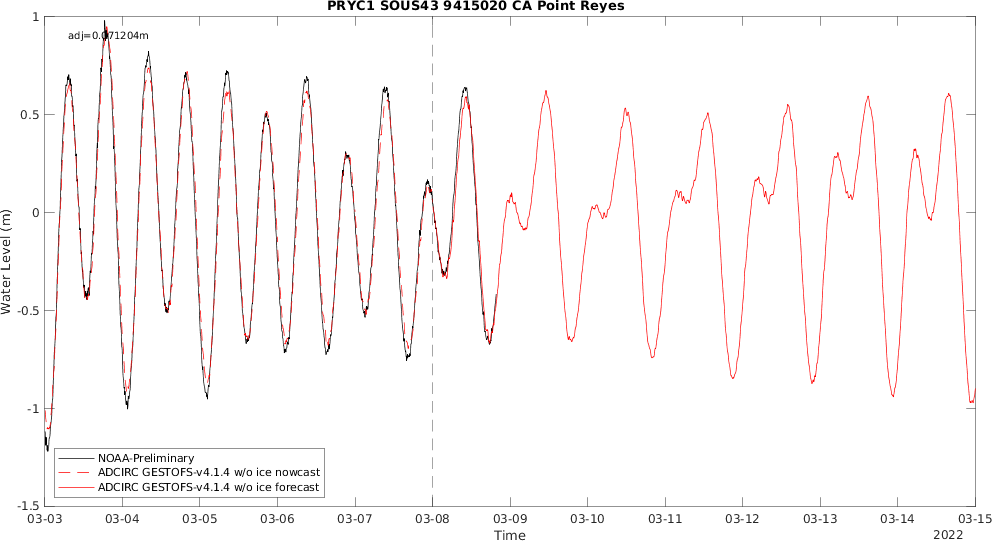 PRYC1 SOUS43 9415020 CA Point Reyes
adj=0.071204m
1
0.5
0
-0.5
-1
-1.5
Water Level (m)
NOAA-Preliminary
ADCIRC GESTOFS-v4.1.4 w/o ice nowcast
ADCIRC GESTOFS-v4.1.4 w/o ice forecast
03-03 03-04 03-05 03-06 03-07 03-08 03-09 03-10 03-11 03-12 03-13 03-14 03-15
Time
2022